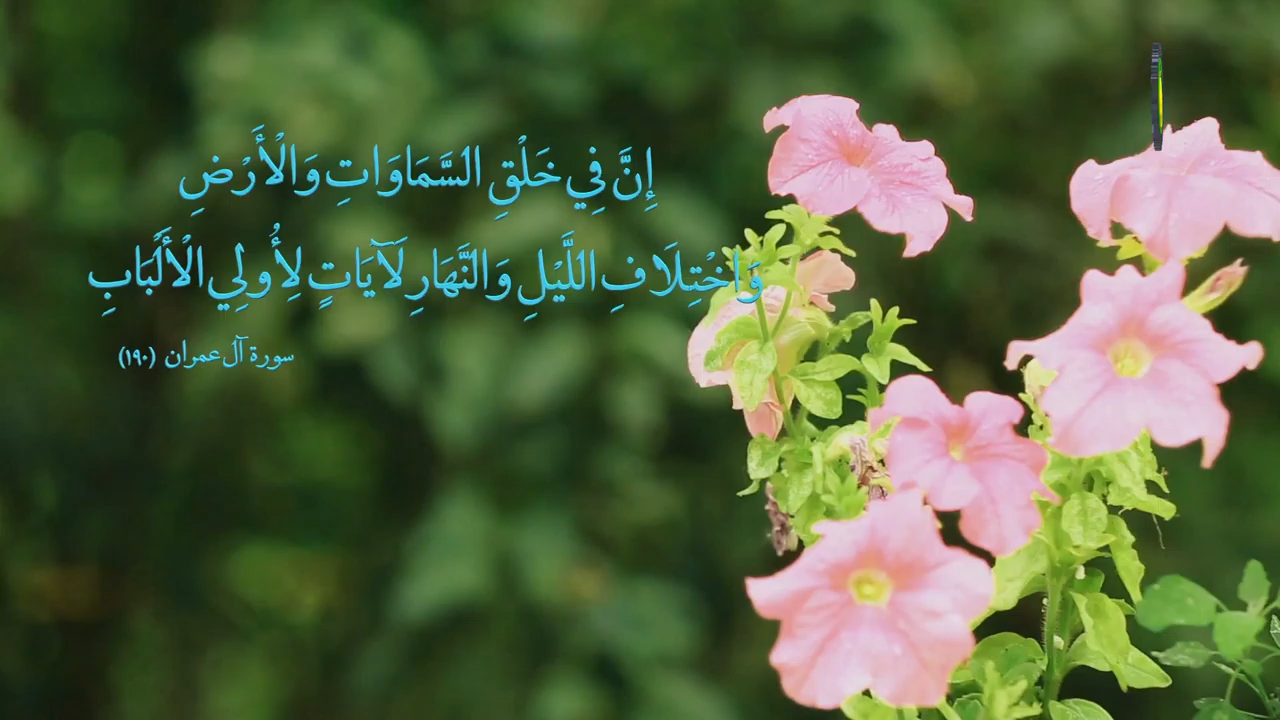 إِنَّ فِي خَلْقِ السَّمَاوَاتِ وَالْأَرْضِ
وَاخْتِلَافِ اللَّيْلِ وَالنَّهَارِ لَآيَاتٍ لِأُولِي الْأَلْبَابِ
سورة آل عمران (١٩٠)